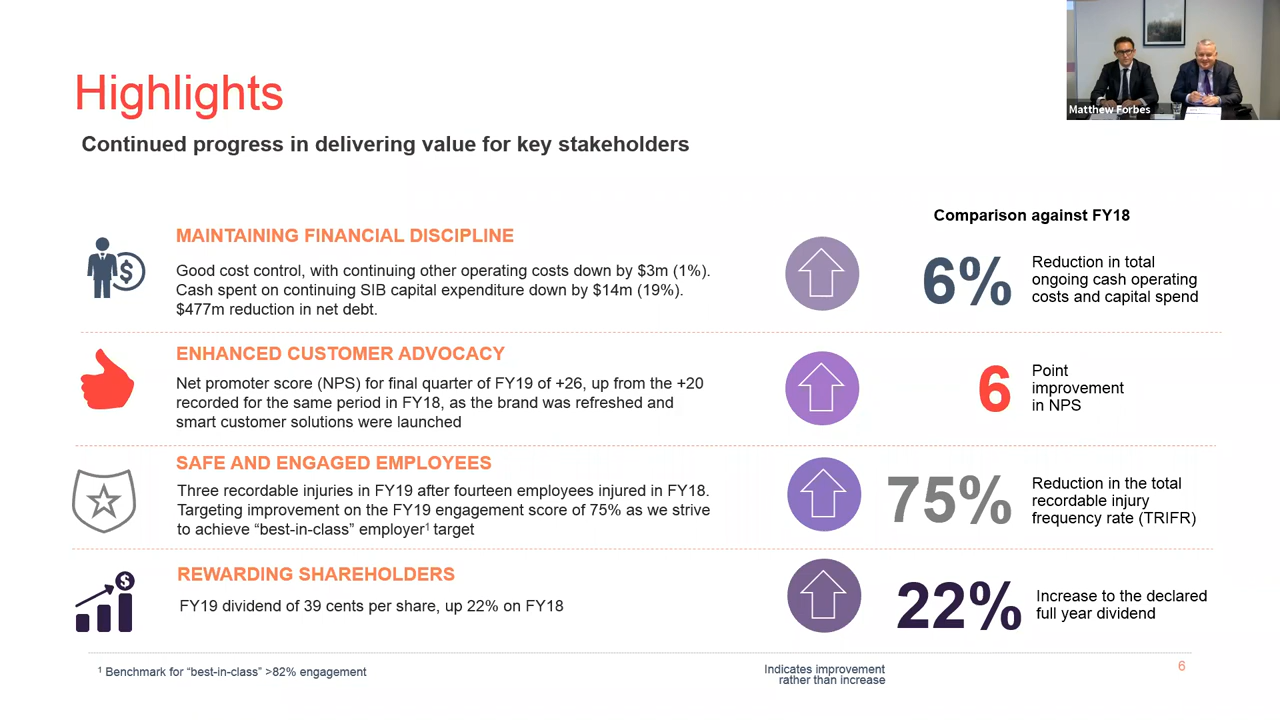 Highlights
Matthew Forbes
Continued progress in delivering value for key stakeholders
Comparison against FY18
MAINTAINING FINANCIAL DISCIPLINE
Good cost control, with continuing other operating costs down by $3m (1%).
Cash spent on continuing SIB capital expenditure down by $14m (19%).
$477m reduction in net debt.
$
6%
Reduction in total
ongoing cash operating
costs and capital spend
ENHANCED CUSTOMER ADVOCACY
Net promoter score (NPS) for final quarter of FY19 of +26, up from the +20
recorded for the same period in FY18, as the brand was refreshed and
smart customer solutions were launched
6
Point
improvement
in NPS
SAFE AND ENGAGED EMPLOYEES
Three recordable injuries in FY19 after fourteen employees injured in FY18.
Targeting improvement on the FY19 engagement score of 75% as we strive
to achieve “best-in-class” employer¹ target
75%
Reduction in the total
recordable injury
frequency rate (TRIFR)
REWARDING SHAREHOLDERS
FY19 dividend of 39 cents per share, up 22% on FY18
$
22%
Increase to the declared
full year dividend
¹ Benchmark for “best-in-class” >82% engagement
Indicates improvement
rather than increase
6